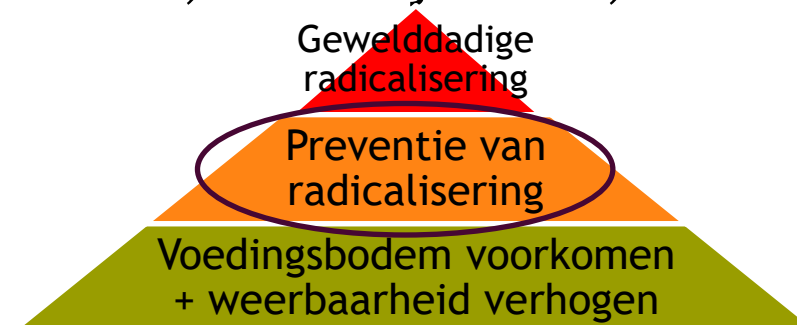 Gewelddadige
radicalisering
Preventie van
radicalisering
Voedingsbodem voorkomen
+ weerbaarheid verhogen